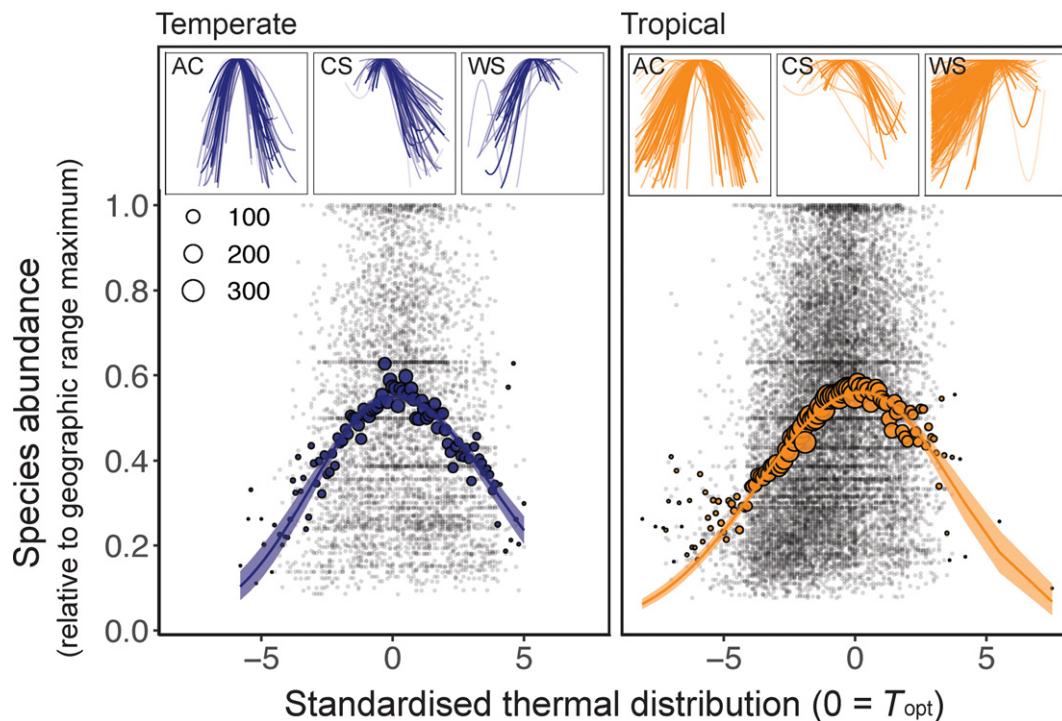 Temperate
Tropical
AC
CS
WS
AC
CS
WS
Species abundance
(relative to geographic range maximum)
1.0
0.8
0.6
0.4
0.2
0.0
100
200
300
−5
0
5
−5
0
5
Standardised thermal distribution (0 = Topt)